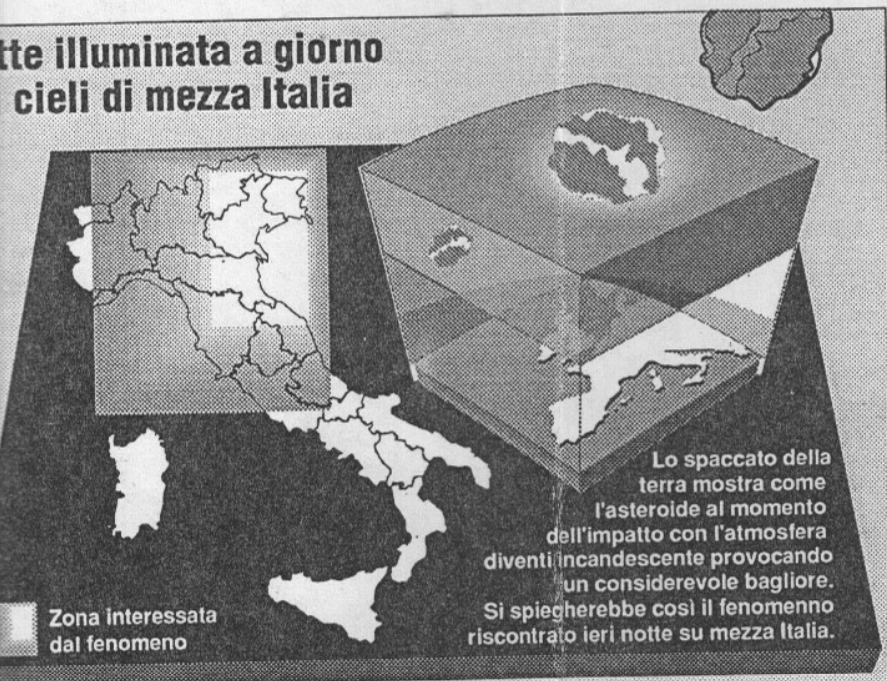 tte illuminata a giorno
cieli di mezza Italia
Lo spaccato della
terra mostra come
l'asteroide al momento
dell'impatto con l'atmosfera
diventi incandescente provocando
un considerevole bagliore.
Si spiegherebbe così il fenomenno
riscontrato ieri notte su mezza Italia.
Zona interessata
dal fenomeno